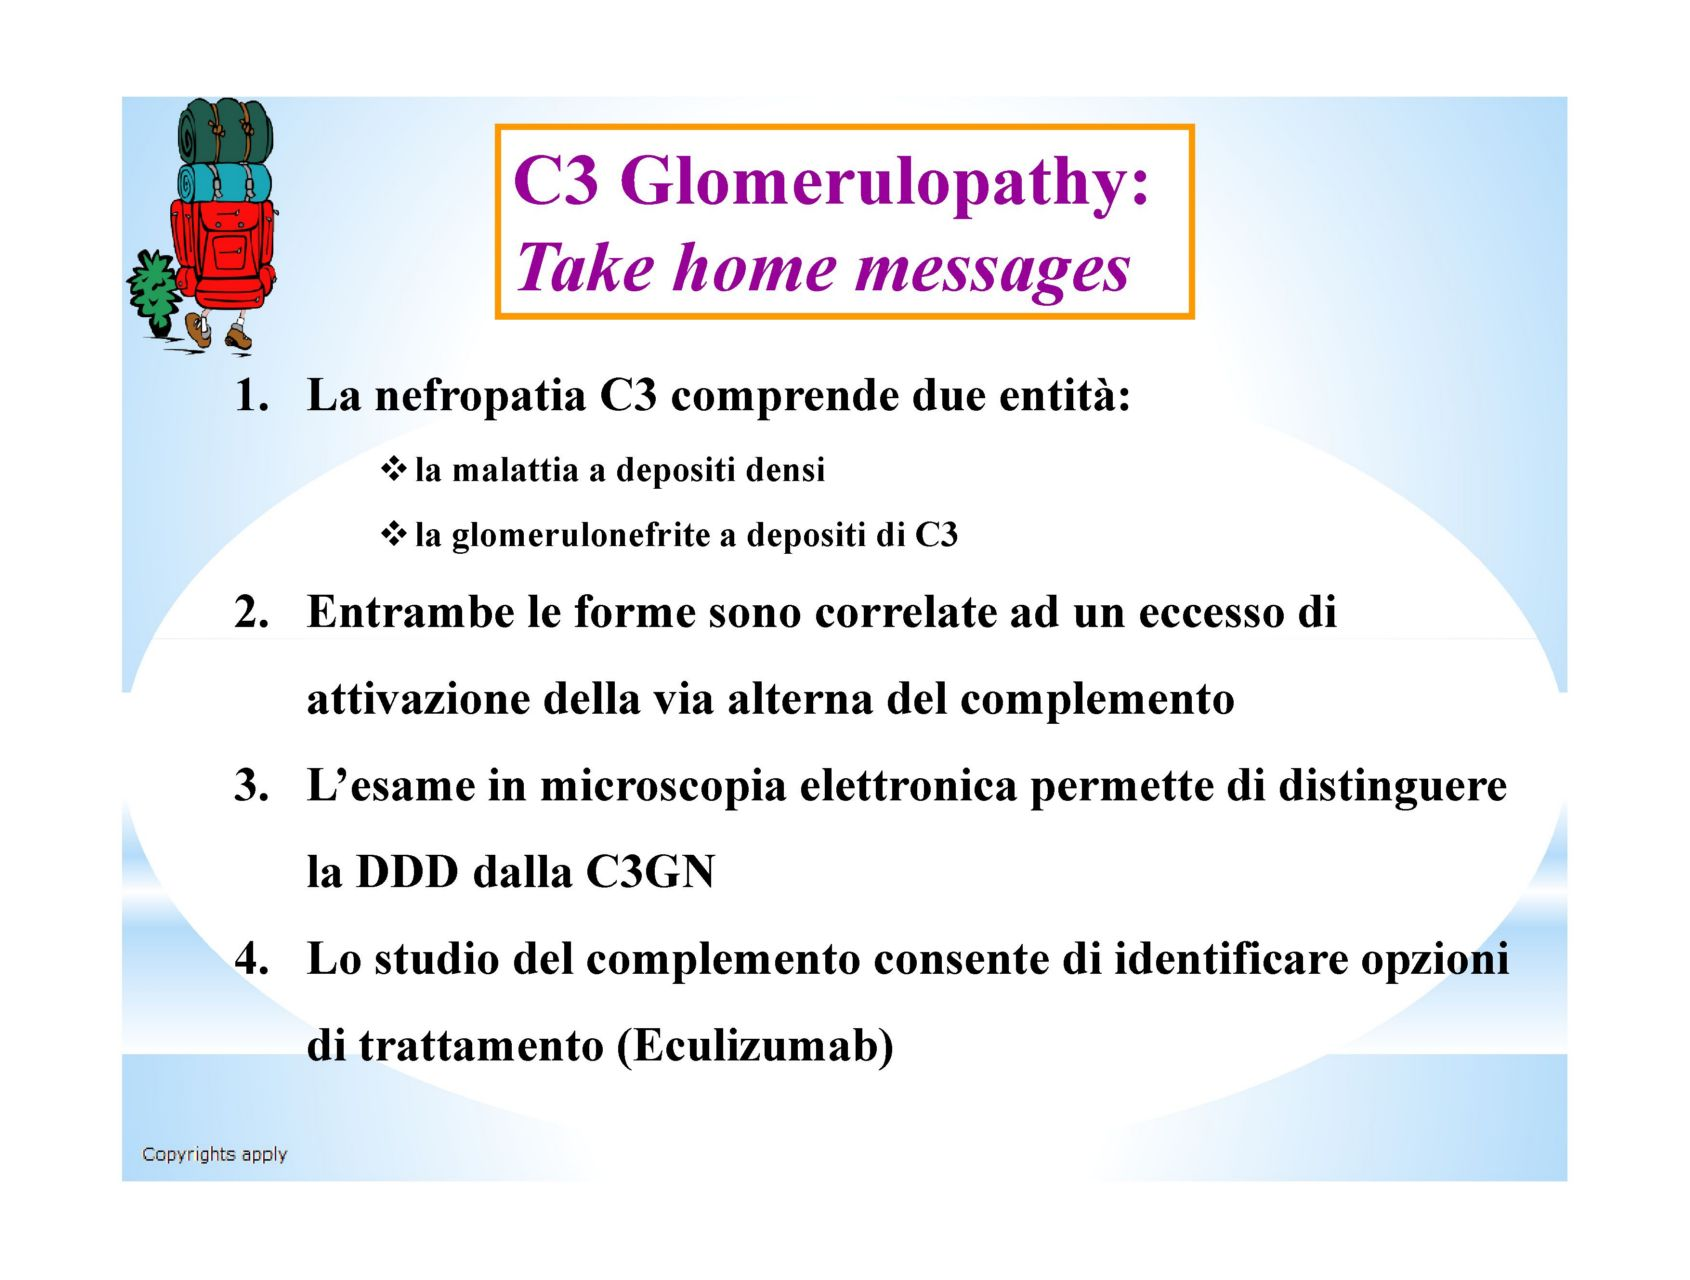 C3 Glomerulopathy:
Take home messages
1. La nefropatia C3 comprende due entità:
❖ la malattia a depositi densi
❖ la glomerulonefrite a depositi di C3
2. Entrambe le forme sono correlate ad un eccesso di
attivazione della via alterna del complemento
3. L’esame in microscopia elettronica permette di distinguere
la DDD dalla C3GN
4. Lo studio del complemento consente di identificare opzioni
di trattamento (Eculizumab)
Copyrights apply